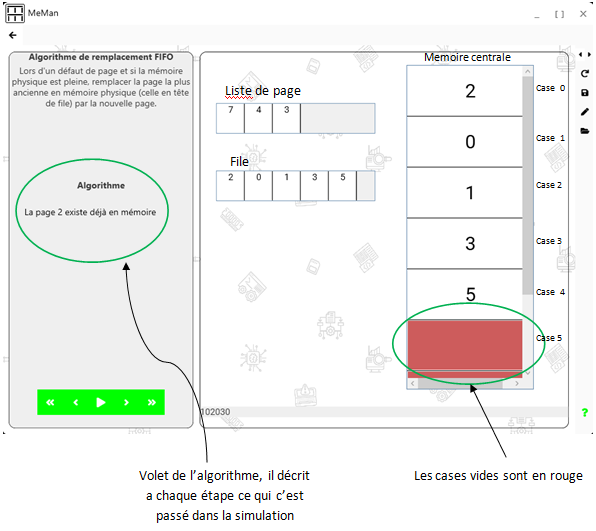 MeMan
Algorithme de remplacement FIFO
Lors d'un défaut de page et si la mémoire
physique est pleine, remplacer la page la plus
ancienne en mémoire physique (celle en tête
de file) par la nouvelle page.
Algorithme
La page 2 existe déjà en mémoire
Liste de page
7 4 3
File
2 0 1 3 5
Memoire centrale
2 Case 0
0 Case 1
1 Case 2
3 Case 3
5 Case 4
Case 5
102030
?
Volet de l'algorithme, il décrit
a chaque étape ce qui c'est
passé dans la simulation
Les cases vides sont en rouge